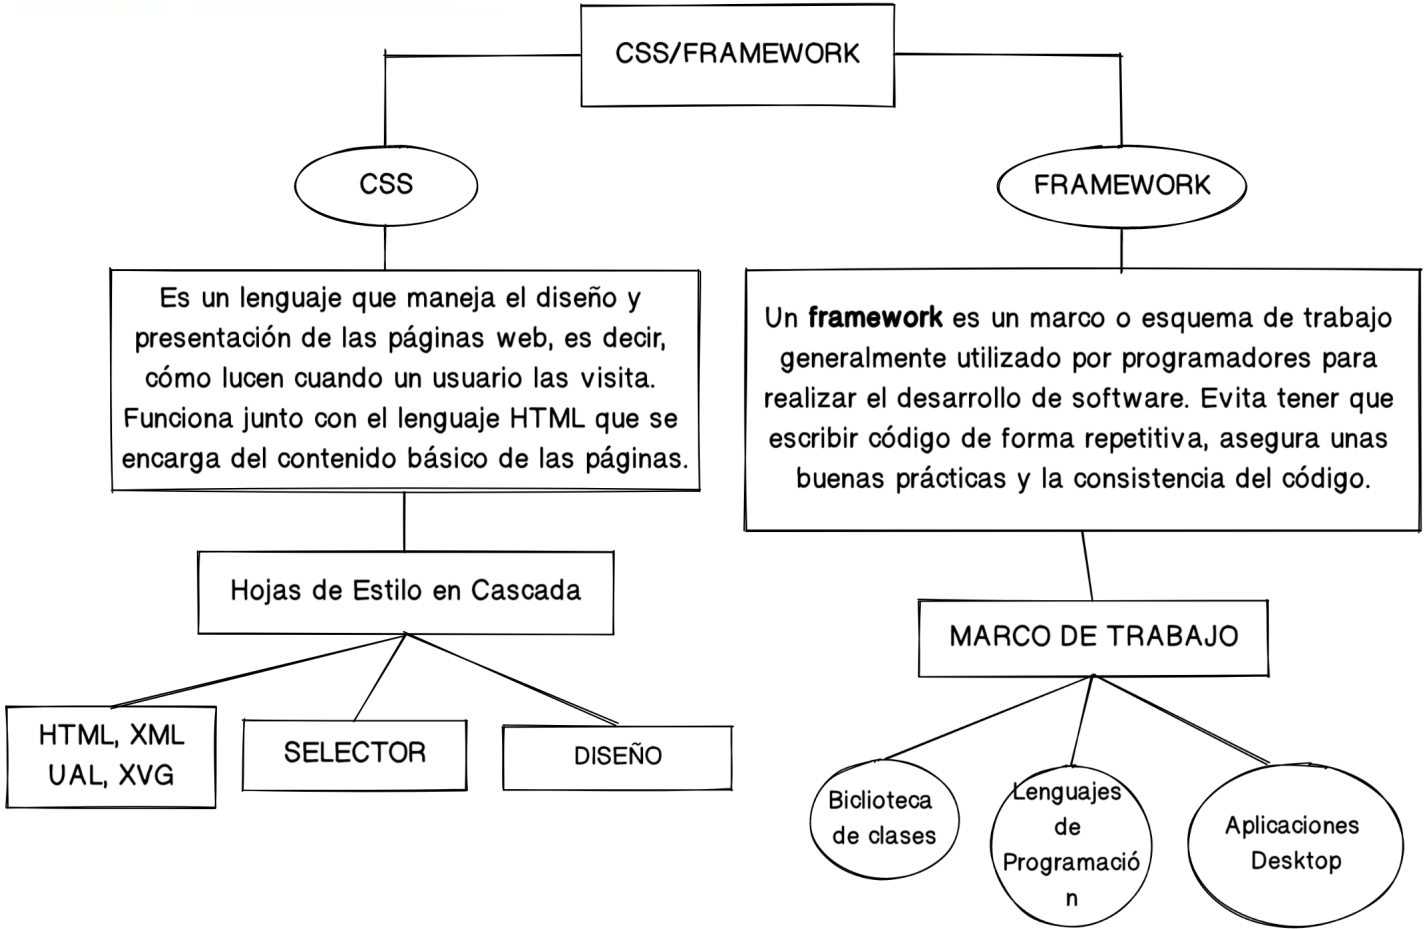 CSS/FRAMEWORK
CSS
FRAMEWORK
Es un lenguaje que maneja el diseño y
presentación de las páginas web, es decir,
cómo lucen cuando un usuario las visita.
Funciona junto con el lenguaje HTML que se
encarga del contenido básico de las páginas.
Un framework es un marco o esquema de trabajo
generalmente utilizado por programadores para
realizar el desarrollo de software. Evita tener que
escribir código de forma repetitiva, asegura unas
buenas prácticas y la consistencia del código.
Hojas de Estilo en Cascada
MARCO DE TRABAJO
HTML, XML
UAL, XVG
SELECTOR
DISEÑO
Biclioteca
de clases
Lenguajes
de
Programació
n
Aplicaciones
Desktop